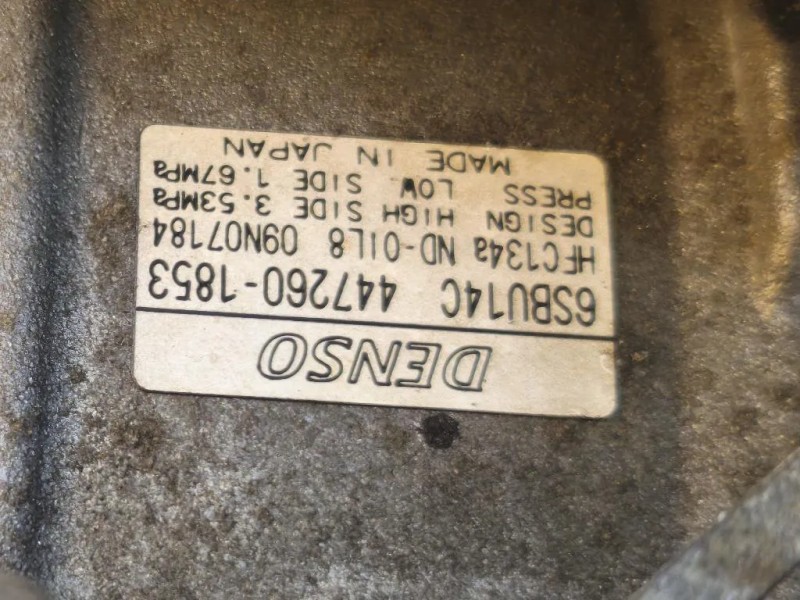 DENSO
6SBU14C 447260-1853
HFC134a ND-OIL8 09N07184
DESIGN HIGH SIDE 3.53MPa
PRESS LOW SIDE 1.67MPa
MADE IN JAPAN